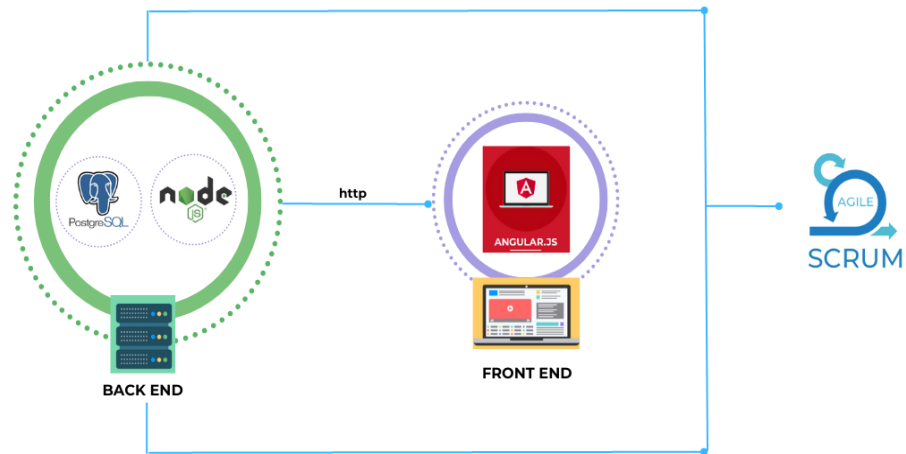 PostgreSQL
node
JS
BACK END
http
A
ANGULAR.JS
FRONT END
AGILE
SCRUM